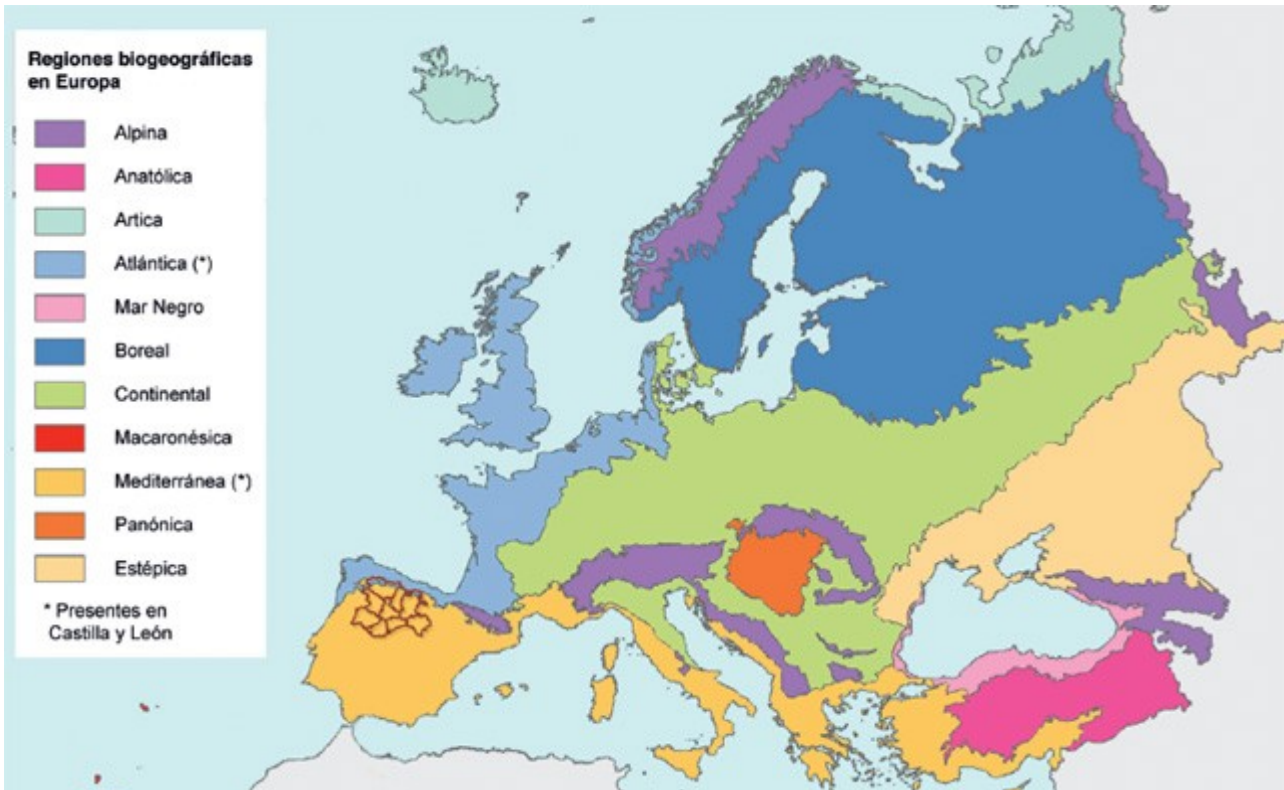 Regiones biogeográficas
en Europa
Alpina
Anatólica
Artica
Atlántica (*)
Mar Negro
Boreal
Continental
Macaronésica
Mediterránea (*)
Panónica
Estépica
* Presentes en
Castilla y León